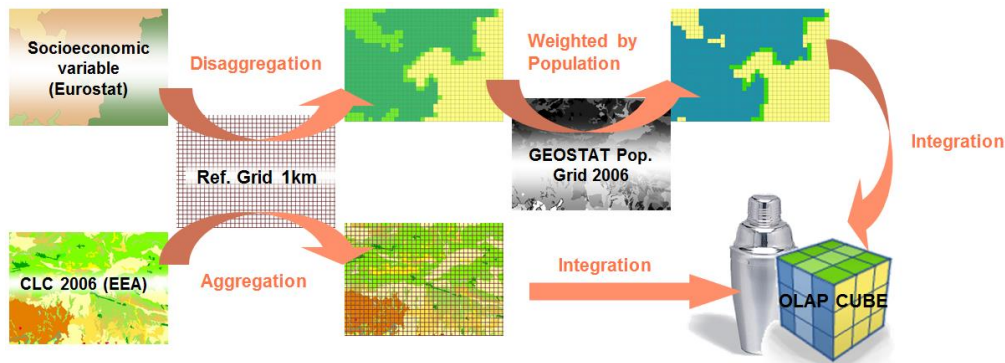 Socioeconomic
variable
(Eurostat)
Disaggregation
Weighted by
Population
Ref. Grid 1km
GEOSTAT Pop.
Grid 2006
Integration
CLC 2006 (EEA)
Aggregation
Integration
OLAP CUBE